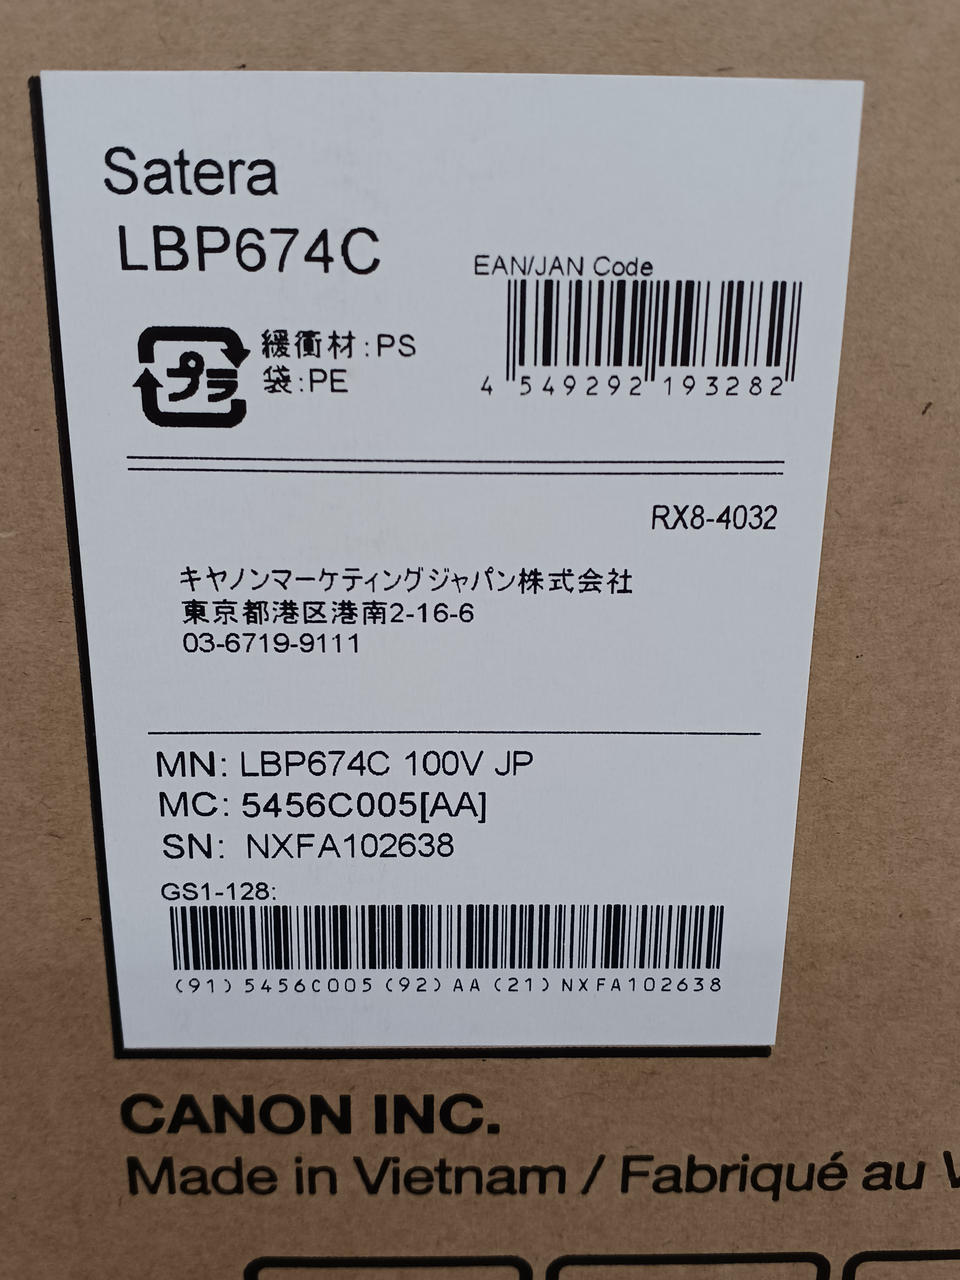 Satera
LBP674C
EAN/JAN Code
4 549292 193282
プラ
緩衝材:PS
袋:PE
RX8-4032
キヤノンマーケティングジャパン株式会社
東京都港区港南2-16-6
03-6719-9111
MN: LBP674C 100V JP
MC: 5456C005[AA]
SN: NXFA102638
GS1-128:
(91)5456C005(92)AA(21)NXFA102638
CANON INC.
Made in Vietnam / Fabriqué au